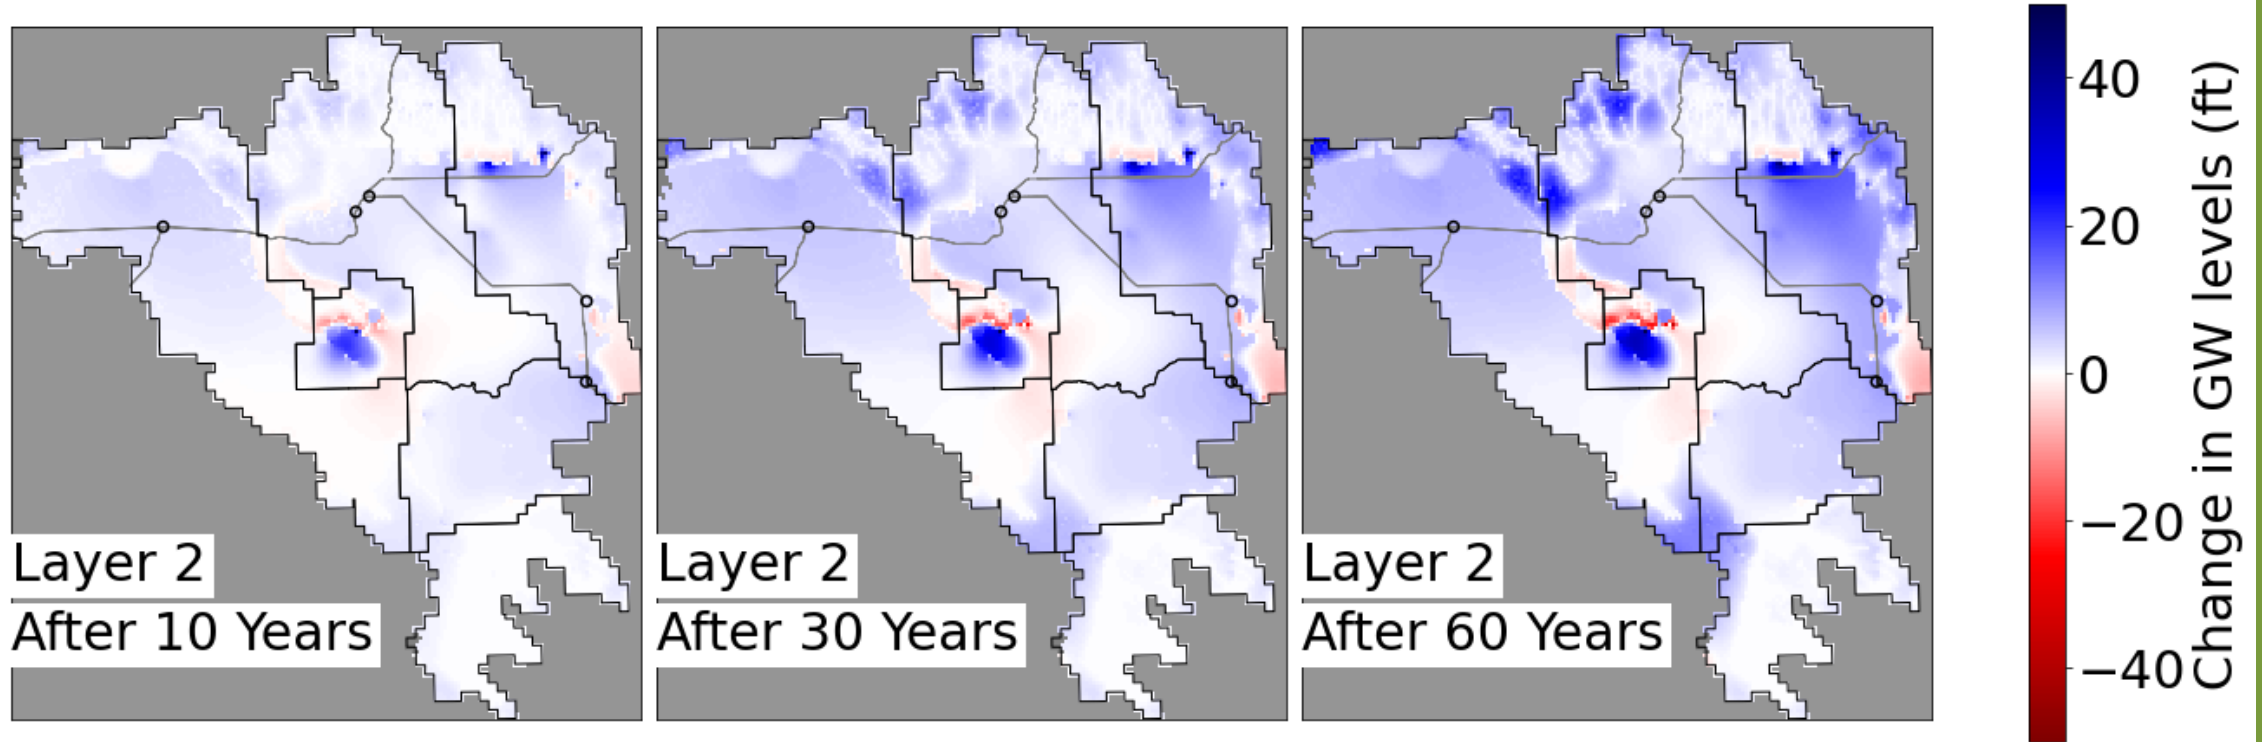 Layer 2
After 10 Years
Layer 2
After 30 Years
Layer 2
After 60 Years
40
20
0
−20
−40
Change in GW levels (ft)